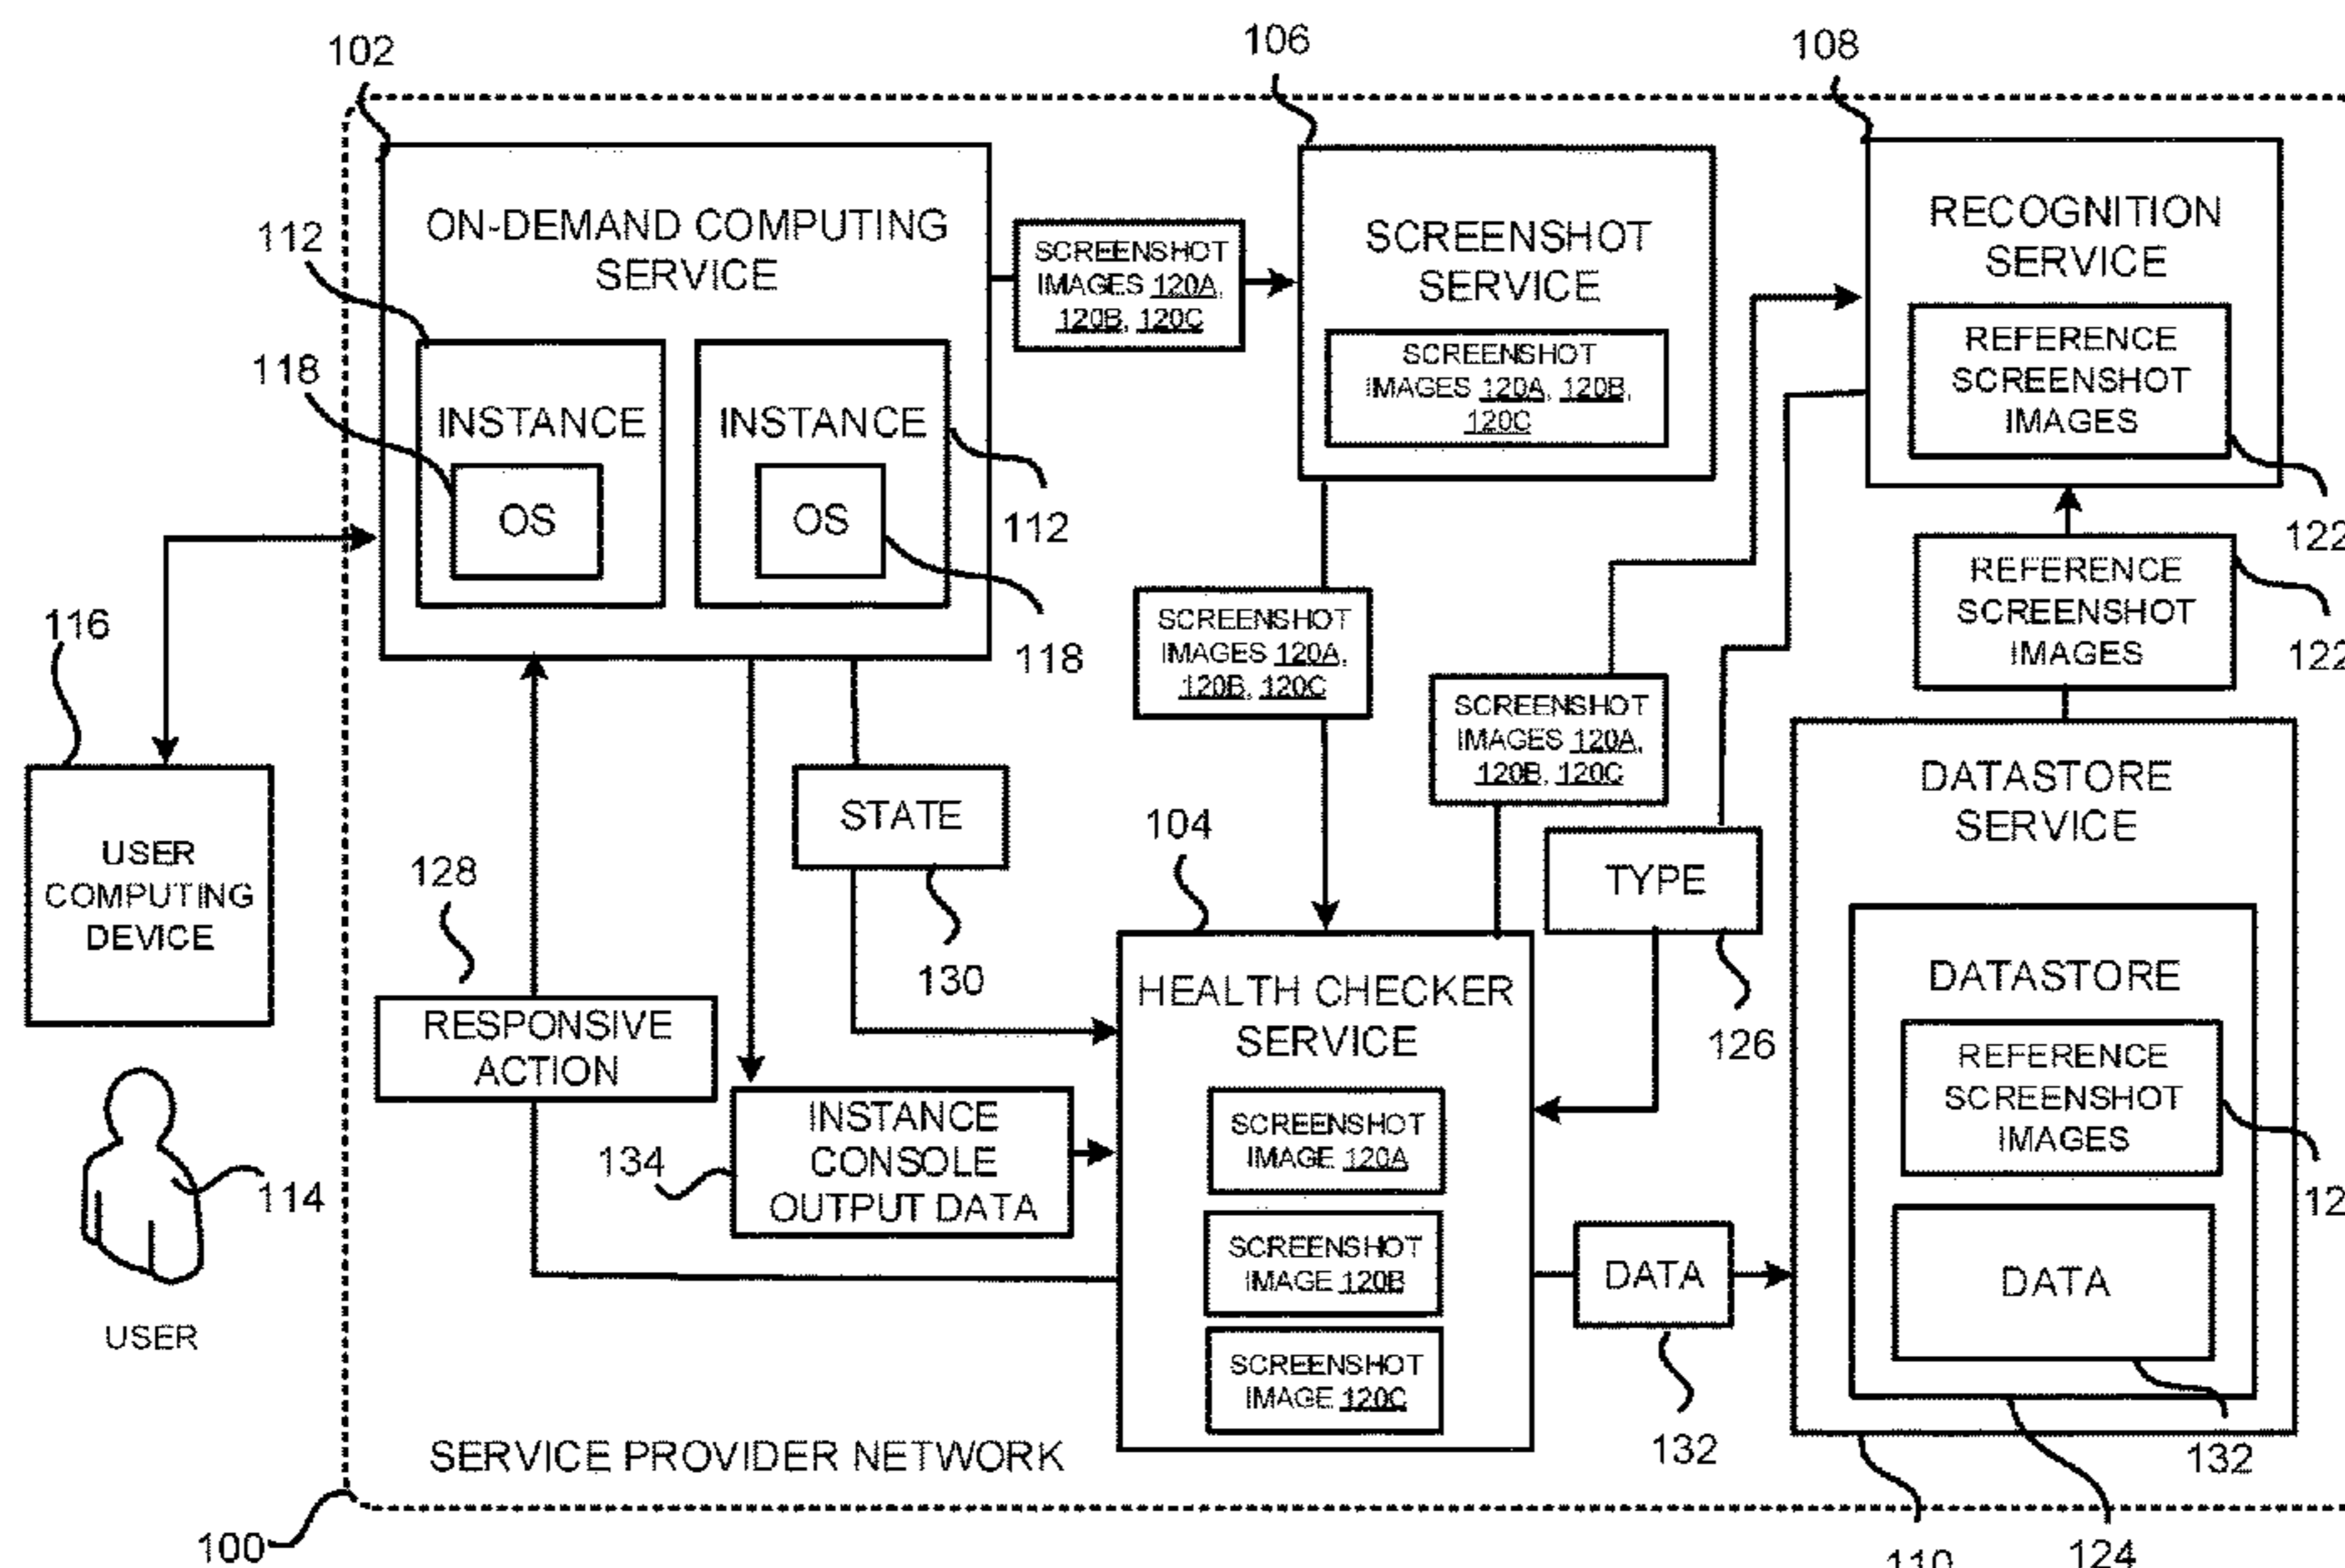 102
106
108
ON-DEMAND COMPUTING
SERVICE
112
118
INSTANCE
OS
INSTANCE
OS
112
118
SCREENSHOT
IMAGES 120A,
120B, 120C
SCREENSHOT
SERVICE
SCREENSHOT
IMAGES 120A, 120B,
120C
RECOGNITION
SERVICE
REFERENCE
SCREENSHOT
IMAGES
122
REFERENCE
SCREENSHOT
IMAGES
122
116
USER
COMPUTING
DEVICE
114
USER
SCREENSHOT
IMAGES 120A,
120B, 120C
SCREENSHOT
IMAGES 120A,
120B, 120C
STATE
130
128
RESPONSIVE
ACTION
134
INSTANCE
CONSOLE
OUTPUT DATA
104
HEALTH CHECKER
SERVICE
SCREENSHOT
IMAGE 120A
SCREENSHOT
IMAGE 120B
SCREENSHOT
IMAGE 120C
TYPE
126
DATA
132
DATASTORE
SERVICE
DATASTORE
REFERENCE
SCREENSHOT
IMAGES
12
DATA
132
SERVICE PROVIDER NETWORK
100
110
124